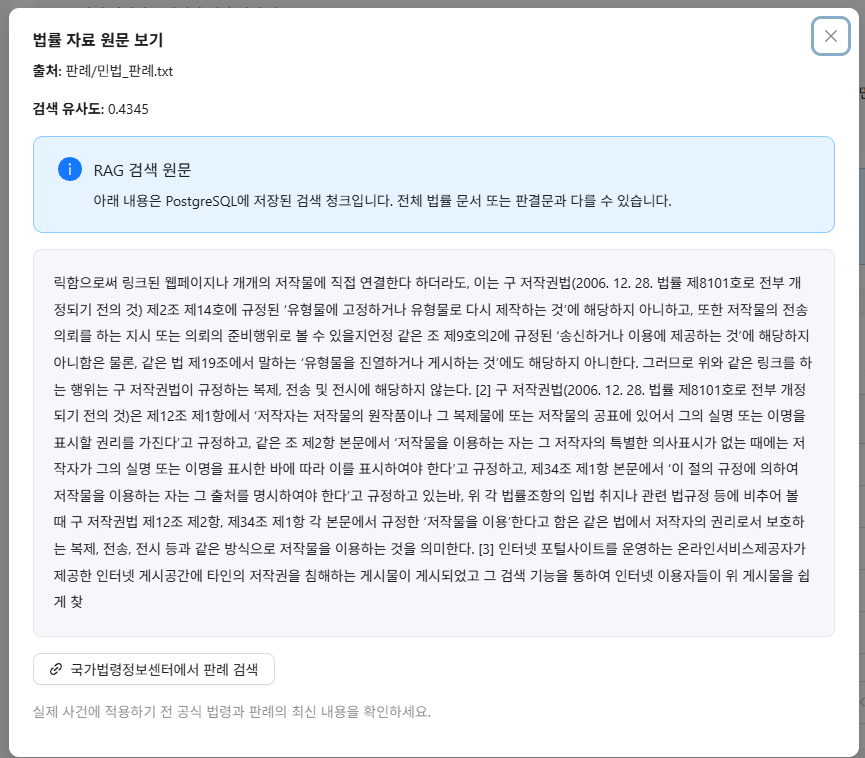 법률 자료 원문 보기
출처: 판례/민법_판례.txt
검색 유사도: 0.4345
RAG 검색 원문
아래 내용은 PostgreSQL에 저장된 검색 청크입니다. 전체 법률 문서 또는 판결문과 다를 수 있습니다.
릭함으로써 링크된 웹페이지나 개개의 저작물에 직접 연결한다 하더라도, 이는 구 저작권법(2006. 12. 28. 법률 제8101호로 전부 개
정되기 전의 것) 제2조 제14호에 규정된 ‘유형물에 고정하거나 유형물로 다시 제작하는 것’에 해당하지 아니하고, 또한 저작물의 전송
의뢰를 하는 지시 또는 의뢰의 준비행위로 볼 수 있을지언정 같은 조 제9호의2에 규정된 ‘송신하거나 이용에 제공하는 것’에 해당하지
아니함은 물론, 같은 법 제19조에서 말하는 ‘유형물을 진열하거나 게시하는 것’에도 해당하지 아니한다. 그러므로 위와 같은 링크를 하
는 행위는 구 저작권법이 규정하는 복제, 전송 및 전시에 해당하지 않는다. [2] 구 저작권법(2006. 12. 28. 법률 제8101호로 전부 개정
되기 전의 것)은 제12조 제1항에서 ‘저작자는 저작물의 원작품이나 그 복제물에 또는 저작물의 공표에 있어서 그의 실명 또는 이명을
표시할 권리를 가진다’고 규정하고, 같은 조 제2항 본문에서 ‘저작물을 이용하는 자는 그 저작자의 특별한 의사표시가 없는 때에는 저
작자가 그의 실명 또는 이명을 표시한 바에 따라 이를 표시하여야 한다’고 규정하고, 제34조 제1항 본문에서 ‘이 절의 규정에 의하여
저작물을 이용하는 자는 그 출처를 명시하여야 한다’고 규정하고 있는바, 위 각 법률조항의 입법 취지나 관련 법규정 등에 비추어 볼
때 구 저작권법 제12조 제2항, 제34조 제1항 각 본문에서 규정한 ‘저작물을 이용’한다고 함은 같은 법에서 저작자의 권리로서 보호하
는 복제, 전송, 전시 등과 같은 방식으로 저작물을 이용하는 것을 의미한다. [3] 인터넷 포털사이트를 운영하는 온라인서비스제공자가
제공한 인터넷 게시공간에 타인의 저작권을 침해하는 게시물이 게시되었고 그 검색 기능을 통하여 인터넷 이용자들이 위 게시물을 쉽
게 찾
국가법령정보센터에서 판례 검색
실제 사건에 적용하기 전 공식 법령과 판례의 최신 내용을 확인하세요.